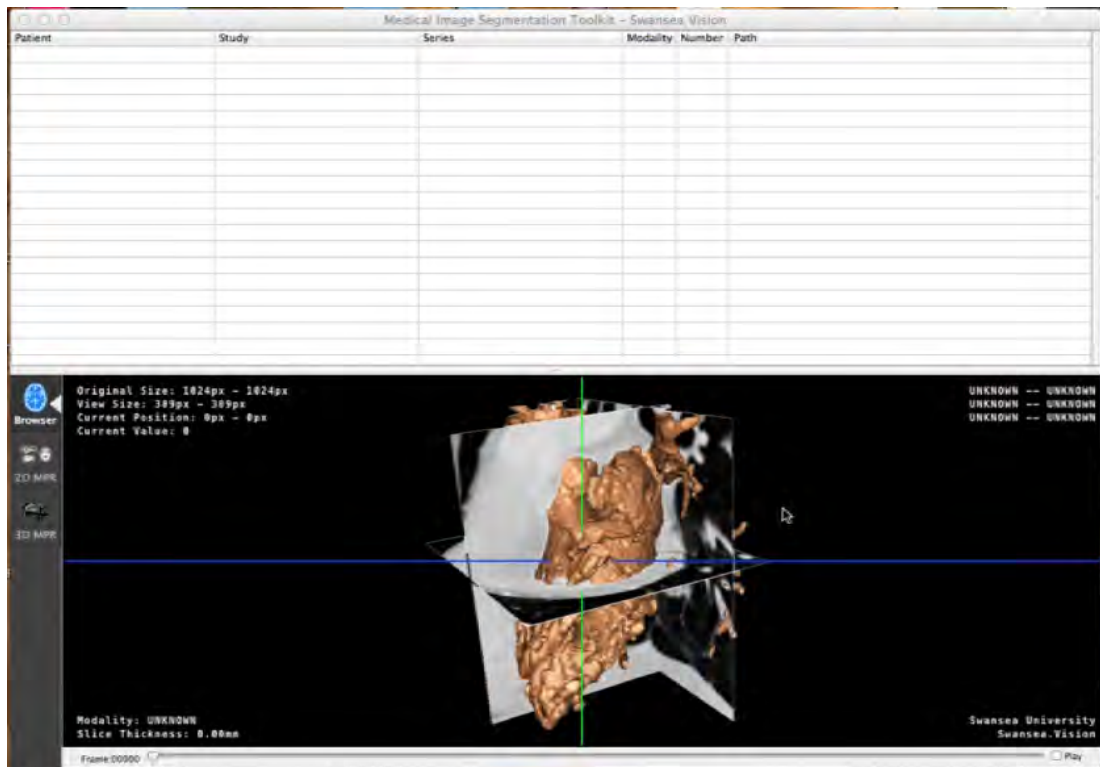 Medical Image Segmentation Toolkit - Swansea Vision
Patient Study Series Modality Number Path
Original Size: 1024px - 1024px
View Size: 389px - 389px
Current Position: 0px - 0px
Current Value: 0
UNKNOWN -- UNKNOWN
UNKNOWN -- UNKNOWN
UNKNOWN -- UNKNOWN
Browser
2D MPR
3D MPR
Modality: UNKNOWN
Slice Thickness: 0.00mm
Swansea University
Swansea.Vision
Frame:00000
Play